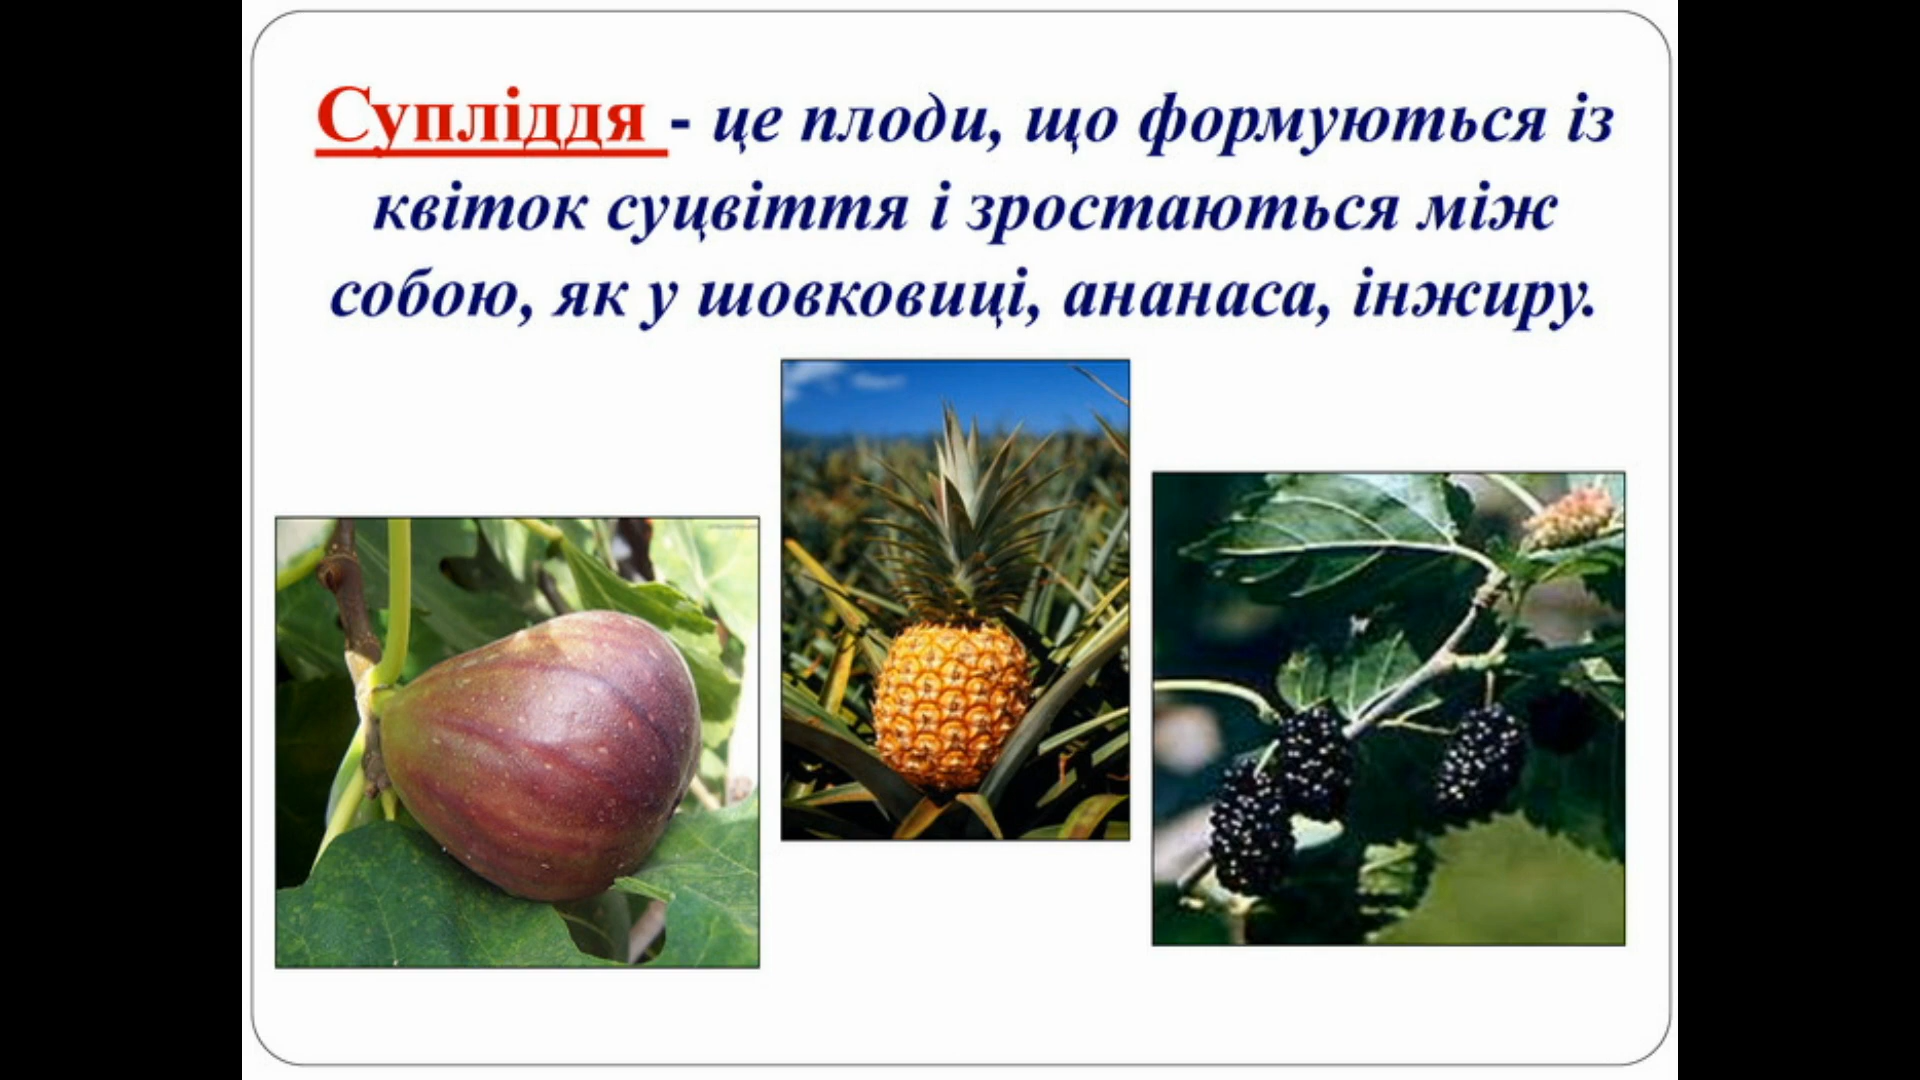 Супліддя - це плоди, що формуються із
квіток суцвіття і зростаються між
собою, як у шовковиці, ананаса, інжиру.